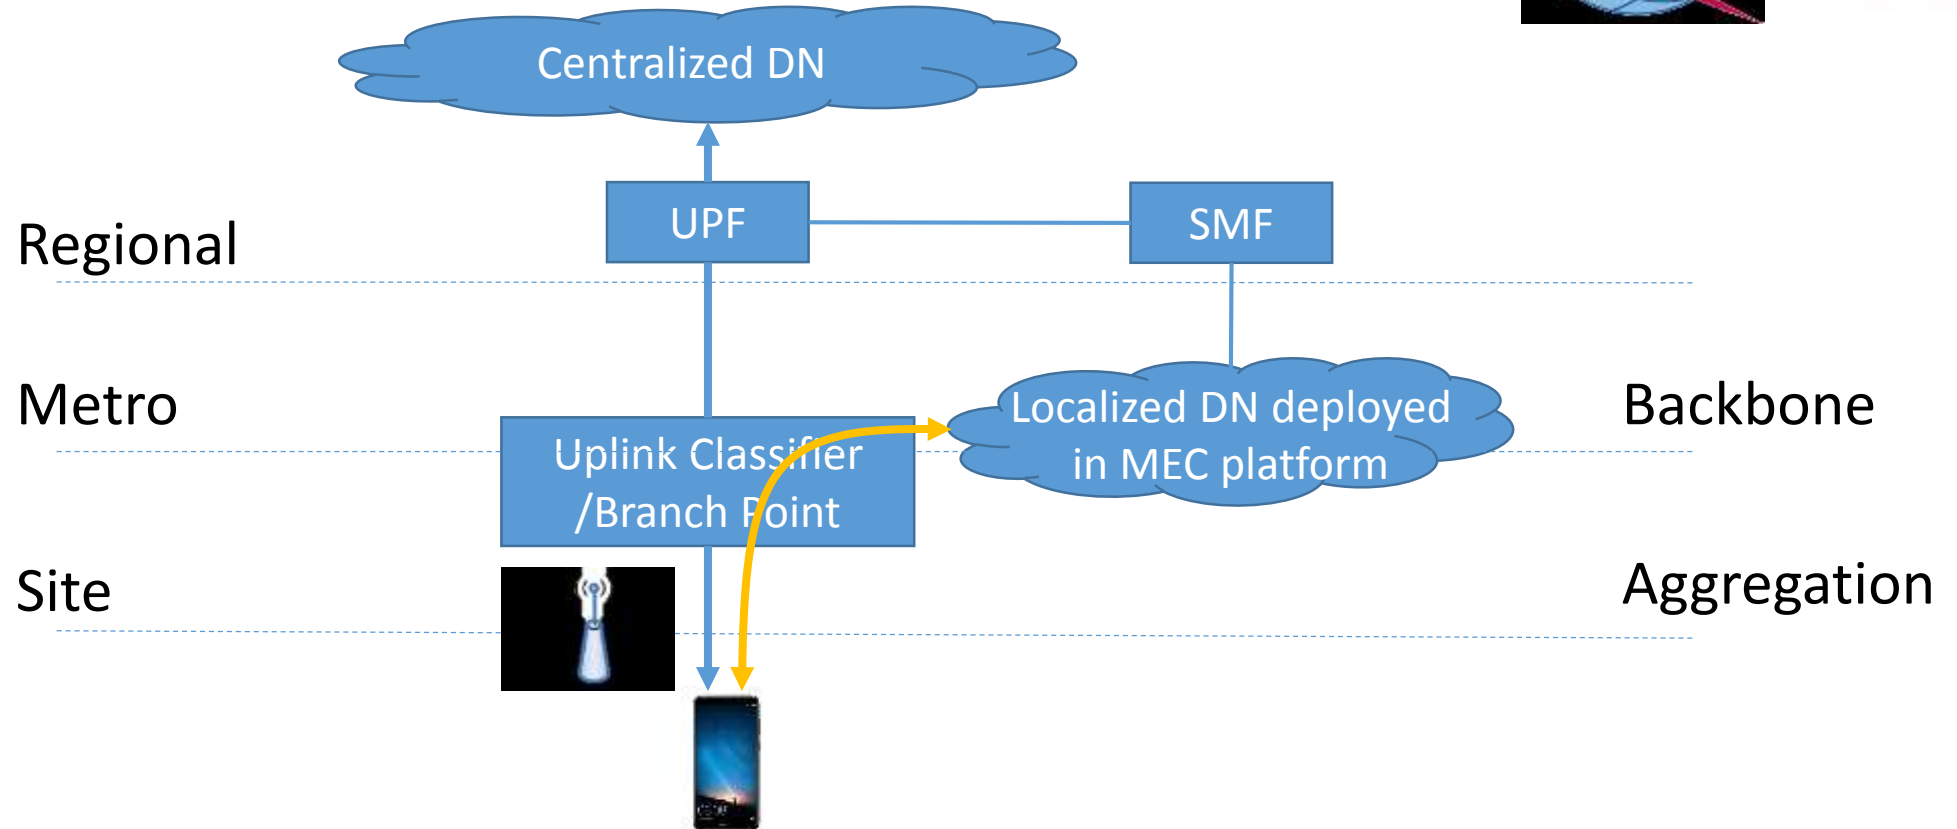 Centralized DN
UPF
SMF
Regional
Metro
Localized DN deployed
in MEC platform
Backbone
Uplink Classifier
/Branch Point
Site
Aggregation